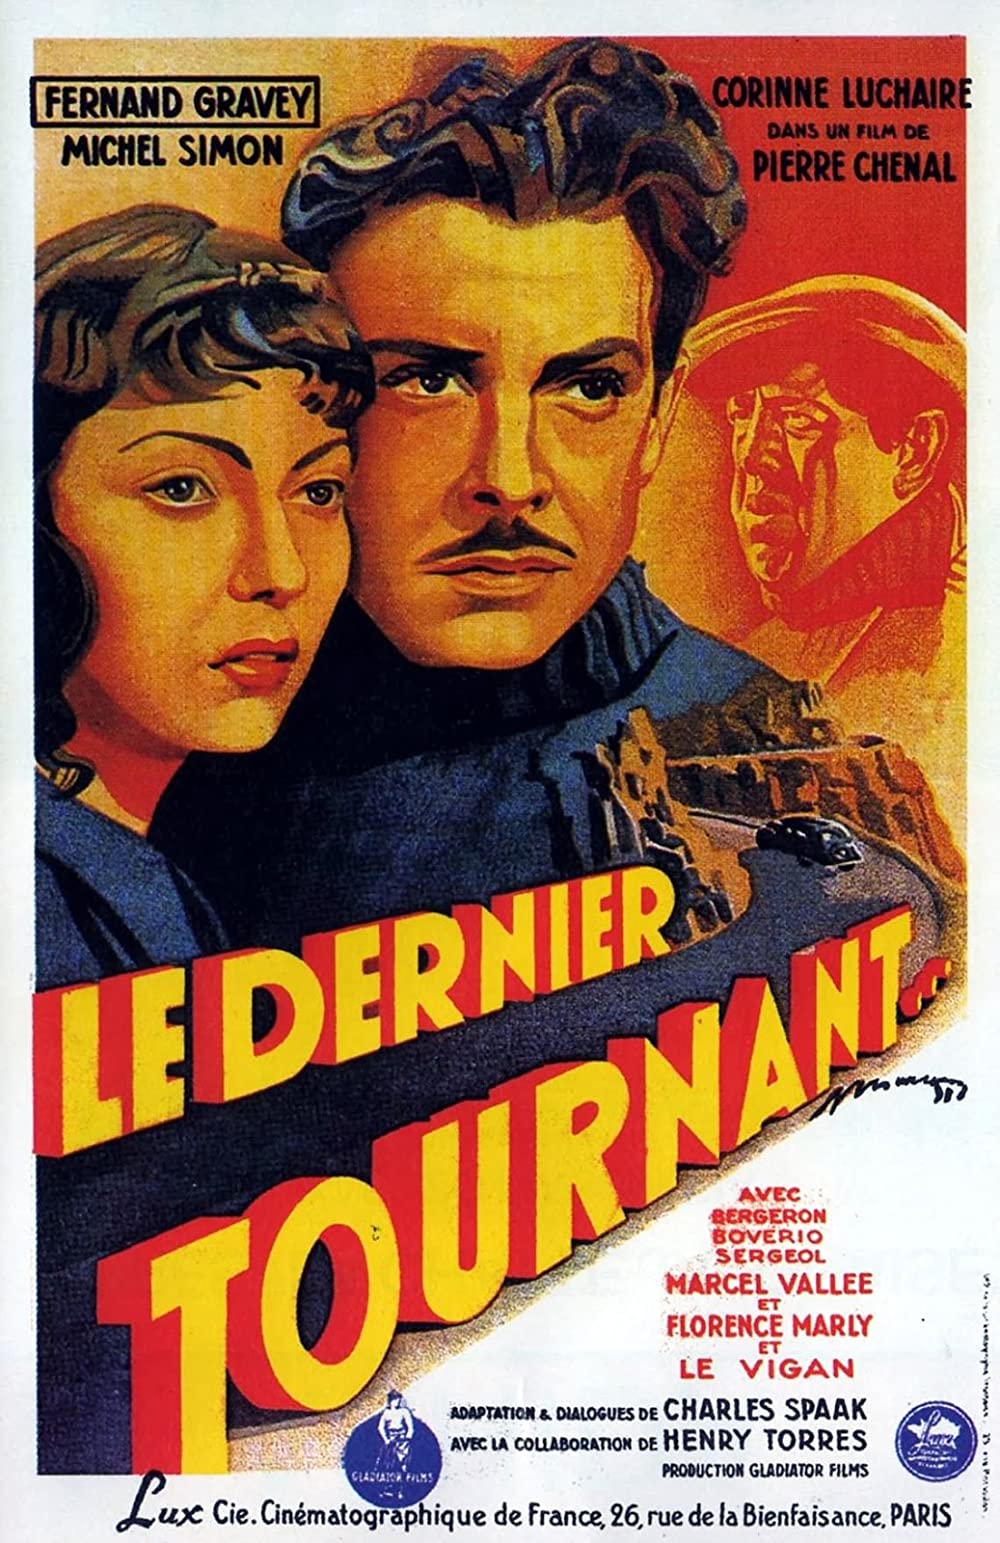 FERNAND GRAVEY
MICHEL SIMON
CORINNE LUCHAIRE
DANS UN FILM DE
PIERRE CHENAL
LE DERNIER
TOURNANT...
AVEC
BERGERON
BOVÉRIO
SERGEOL
MARCEL VALLEE
ET
FLORENCE MARLY
ET
LE VIGAN
ADAPTATION & DIALOGUES DE CHARLES SPAAK
AVEC LA COLLABORATION DE HENRY TORRES
PRODUCTION GLADIATOR FILMS
GLADIATOR FILMS
Lux
Lux Cie. Cinématographique de France, 26, rue de la Bienfaisance, PARIS